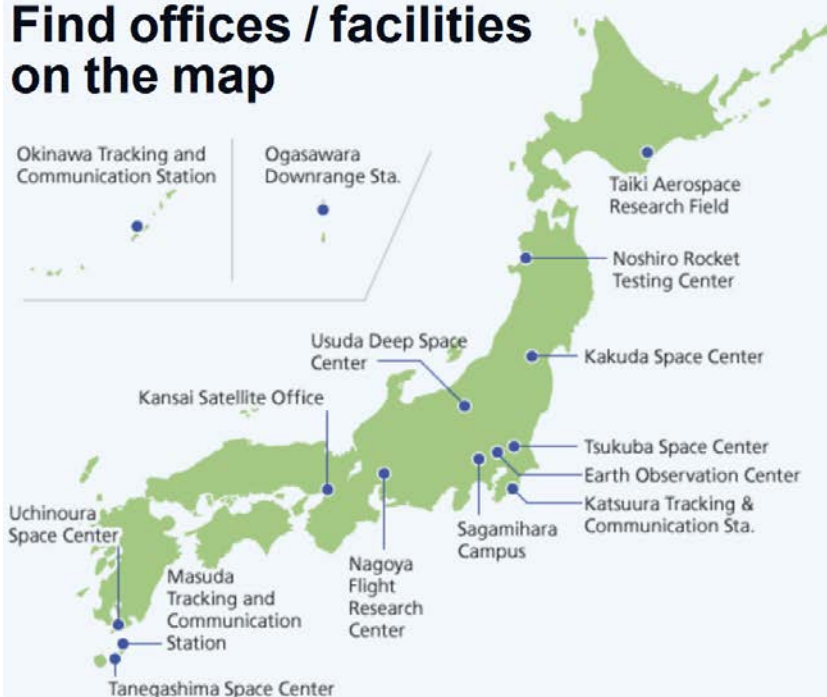 Find offices / facilities
on the map
Okinawa Tracking and
Communication Station
Ogasawara
Downrange Sta.
Taiki Aerospace
Research Field
Noshiro Rocket
Testing Center
Usuda Deep Space
Center
Kakuda Space Center
Kansai Satellite Office
Tsukuba Space Center
Earth Observation Center
Katsuura Tracking &
Communication Sta.
Uchinoura
Space Center
Sagamihara
Campus
Nagoya
Flight
Research
Center
Masuda
Tracking and
Communication
Station
Tanegashima Space Center